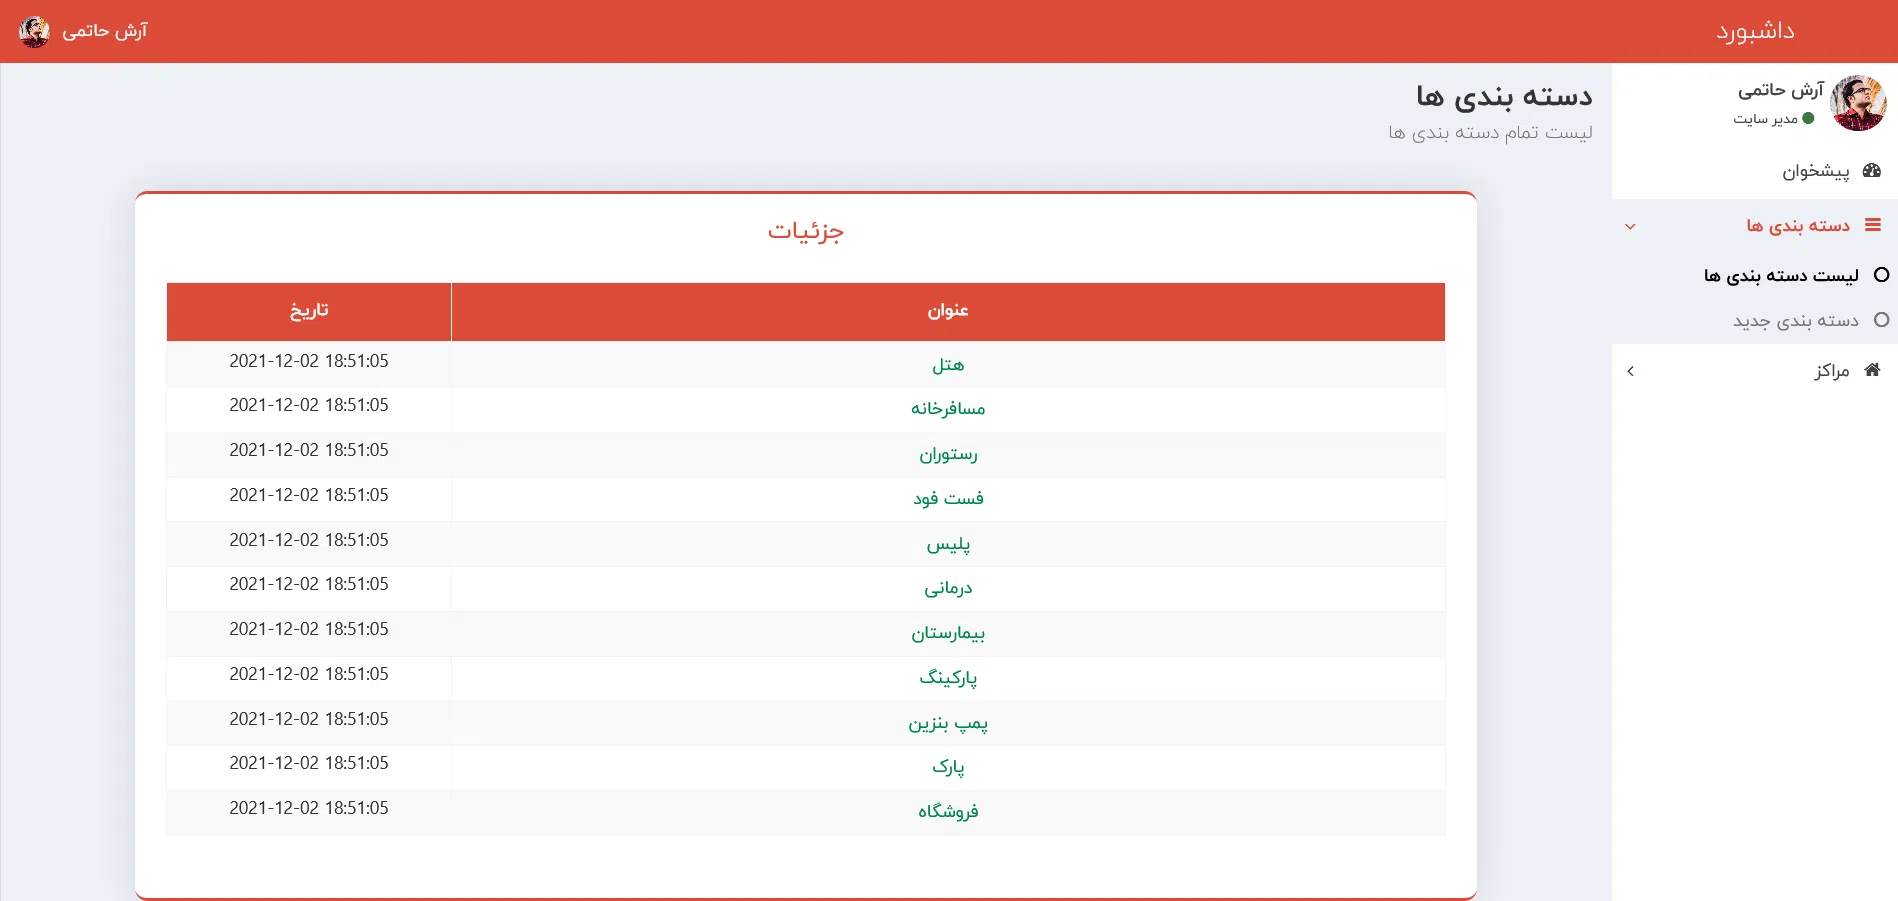 داشبورد
آرش حاتمی
آرش حاتمی
مدیر سایت
پیشخوان
دسته بندی ها
لیست دسته بندی ها
دسته بندی جدید
مراکز
دسته بندی ها
لیست تمام دسته بندی ها
جزئیات
عنوان تاریخ
هتل 2021-12-02 18:51:05
مسافرخانه 2021-12-02 18:51:05
رستوران 2021-12-02 18:51:05
فست فود 2021-12-02 18:51:05
پلیس 2021-12-02 18:51:05
درمانی 2021-12-02 18:51:05
بیمارستان 2021-12-02 18:51:05
پارکینگ 2021-12-02 18:51:05
پمپ بنزین 2021-12-02 18:51:05
پارک 2021-12-02 18:51:05
فروشگاه 2021-12-02 18:51:05